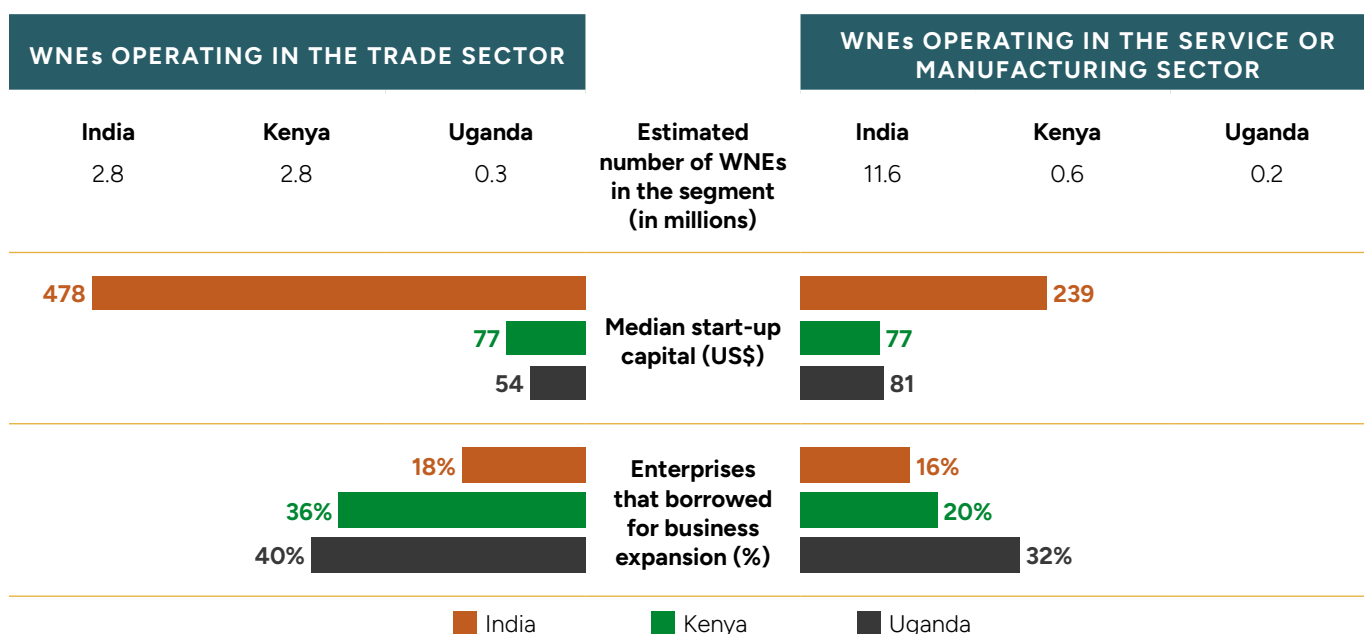 WNEs OPERATING IN THE TRADE SECTOR
WNEs OPERATING IN THE SERVICE OR
MANUFACTURING SECTOR
India Kenya Uganda
2.8 2.8 0.3
Estimated
number of WNEs
in the segment
(in millions)
India Kenya Uganda
11.6 0.6 0.2
478
77
54
Median start-up
capital (US$)
239
77
81
18%
36%
40%
Enterprises
that borrowed
for business
expansion (%)
16%
20%
32%
India Kenya Uganda